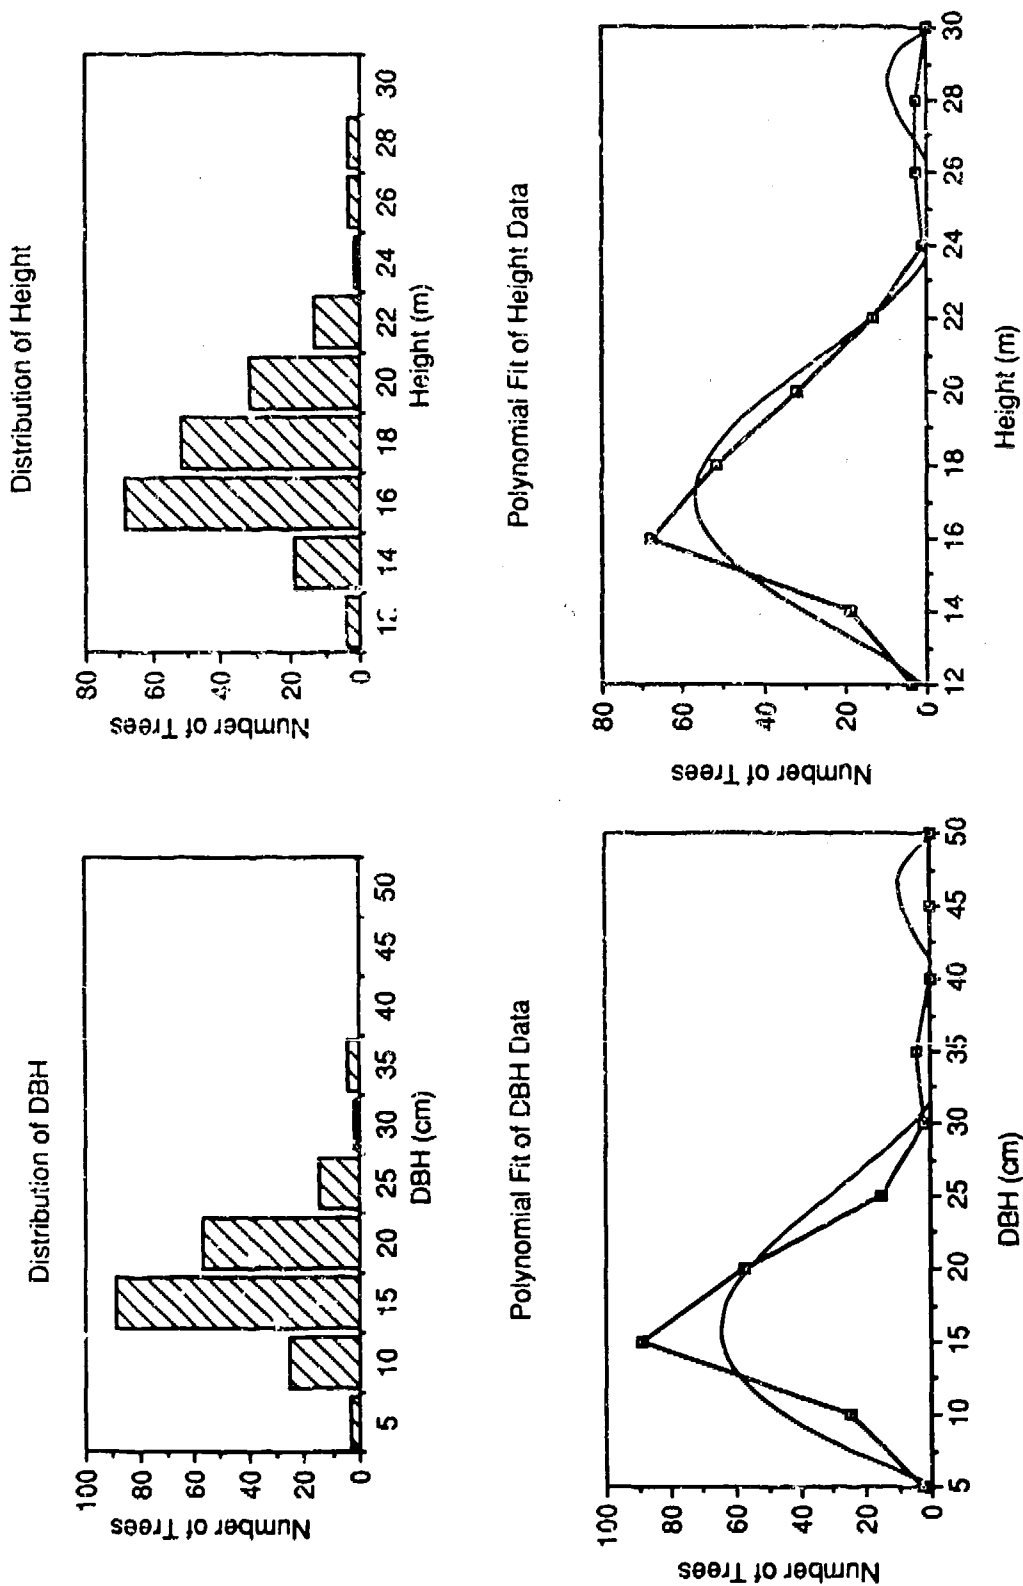 Distribution of DBH
100
80
60
40
20
0
Number of Trees
5 10 15 20 25 30 35 40 45 50
DBH (cm)
Distribution of Height
80
60
40
20
0
Number of Trees
14 16 18 20 22 24 26 28 30
Height (m)
Polynomial Fit of DBH Data
100
80
60
40
20
0
Number of Trees
5 10 15 20 25 30 35 40 45 50
DBH (cm)
Polynomial Fit of Height Data
80
60
40
20
0
Number of Trees
12 14 16 18 20 22 24 26 28 30
Height (m)